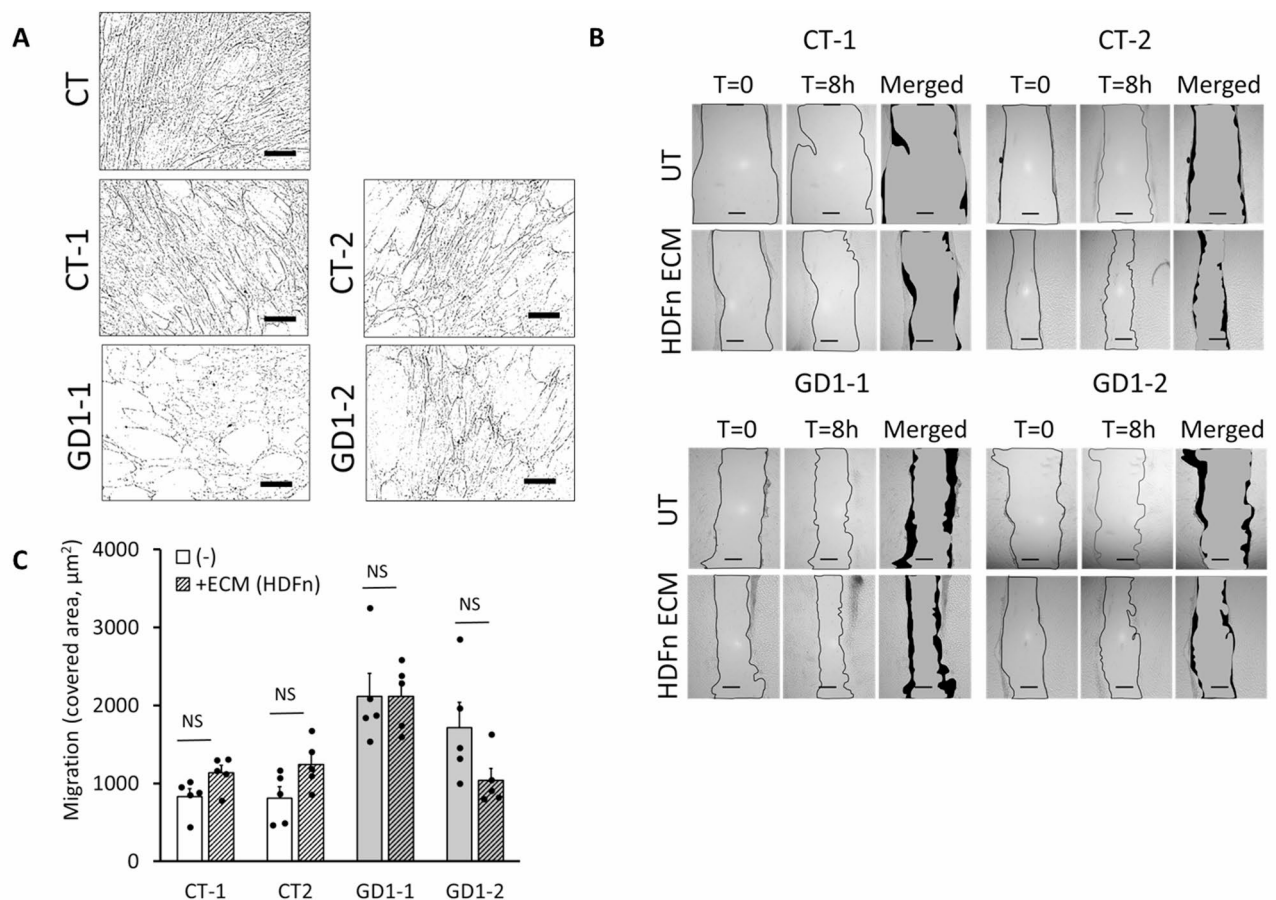 A
CT
CT-1
CT-2
GD1-1
GD1-2
B
CT-1
CT-2
T=0 T=8h Merged
T=0 T=8h Merged
UT
HDFn ECM
GD1-1
GD1-2
T=0 T=8h Merged
T=0 T=8h Merged
UT
HDFn ECM
C
Migration (covered area, µm²)
4000
3000
2000
1000
0
(-)
+ECM (HDFn)
NS
NS
NS
NS
CT-1 CT2 GD1-1 GD1-2